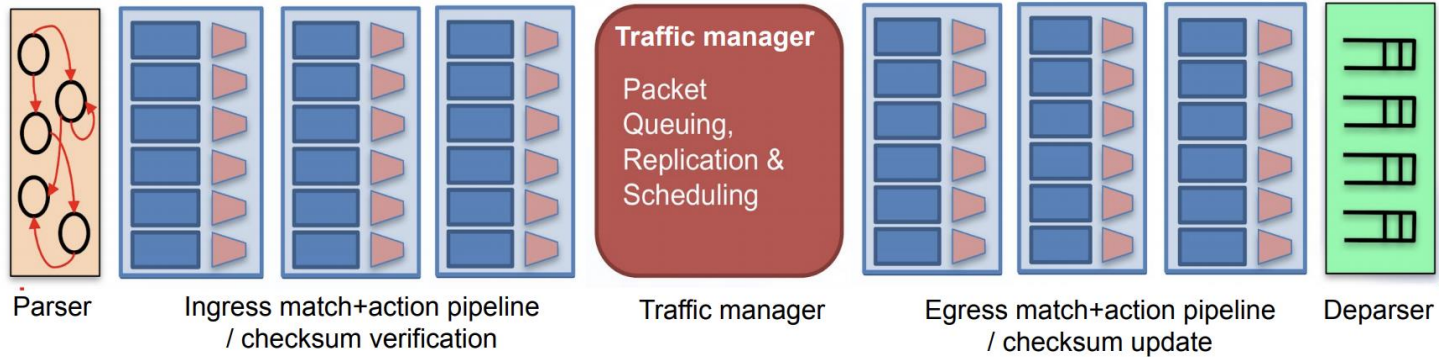 Traffic manager
Packet
Queuing,
Replication &
Scheduling
Parser
Ingress match+action pipeline
/ checksum verification
Traffic manager
Egress match+action pipeline
/ checksum update
Deparser